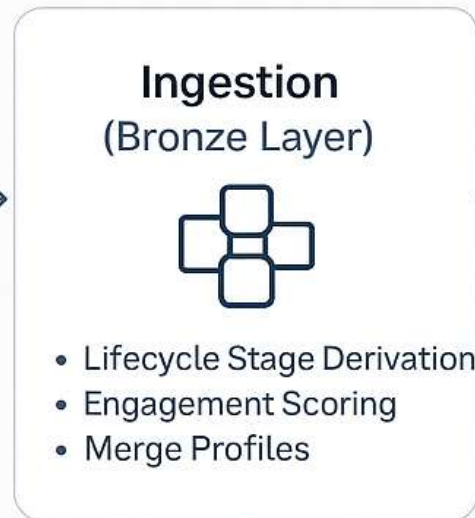 Ingestion
(Bronze Layer)
• Lifecycle Stage Derivation
• Engagement Scoring
• Merge Profiles